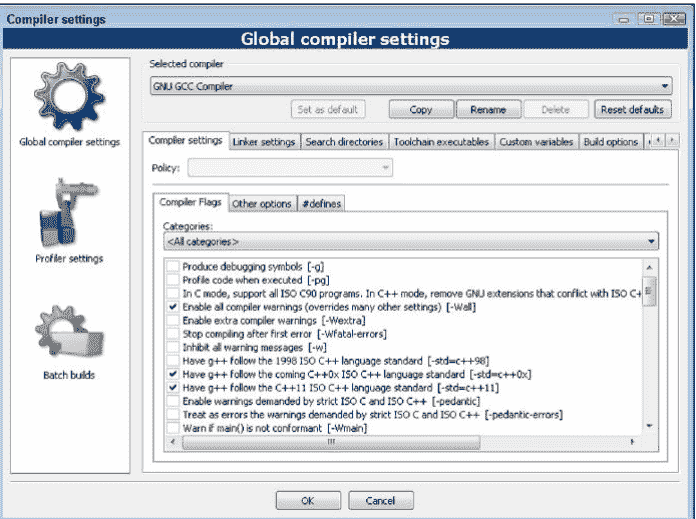 Compiler settings
Global compiler settings
Selected compiler
GNU GCC Compiler
Set as default Copy Rename Delete Reset defaults
Global compiler settings
Profiler settings
Batch builds
Compiler settings Linker settings Search directories Toolchain executables Custom variables Build options
Policy:
Compiler Flags Other options #defines
Categories:
<All categories>
Produce debugging symbols [-g]
Profile code when executed [-pg]
In C mode, support all ISO C90 programs. In C++ mode, remove GNU extensions that conflict with ISO C+
Enable all compiler warnings (overrides many other settings) [-Wall]
Enable extra compiler warnings [-Wextra]
Stop compiling after first error [-Wfatal-errors]
Inhibit all warning messages [-w]
Have g++ follow the 1998 ISO C++ language standard [-std=c++98]
Have g++ follow the coming C++0x ISO C++ language standard [-std=c++0x]
Have g++ follow the C++11 ISO C++ language standard [-std=c++11]
Enable warnings demanded by strict ISO C and ISO C++ [-pedantic]
Treat as errors the warnings demanded by strict ISO C and ISO C++ [-pedantic-errors]
Warn if main() is not conformant [-Wmain]
OK Cancel